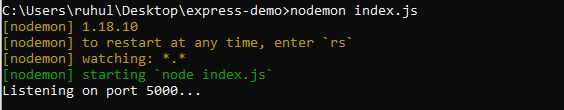 C:\Users\ruhul\Desktop\express-demo>nodemon index.js
[nodemon] 1.18.10
[nodemon] to restart at any time, enter `rs`
[nodemon] watching: *.*
[nodemon] starting `node index.js`
Listening on port 5000...